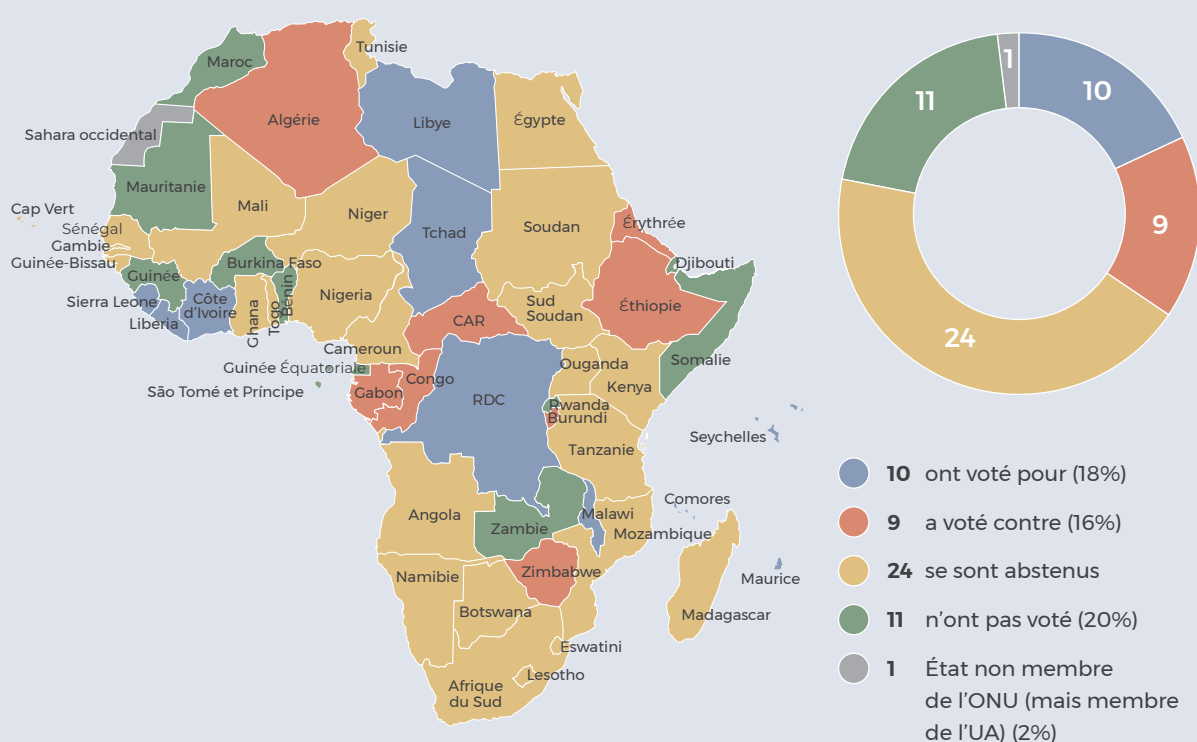 Maroc
Tunisie
Algérie
Libye
Égypte
Sahara occidental
Mauritanie
Mali
Niger
Cap Vert
Sénégal
Gambie
Guinée-Bissau
Guinée
Burkina Faso
Tchad
Soudan
Érythrée
Djibouti
Sierra Leone
Liberia
Côte
d'Ivoire
Ghana
Togo
Bénin
Nigeria
CAR
Sud
Soudan
Éthiopie
Cameroun
Guinée Équatoriale
São Tomé et Príncipe
Gabon
Congo
RDC
Ouganda
Kenya
Somalie
Rwanda
Burundi
Tanzanie
Seychelles
Angola
Zambie
Malawi
Comores
Mozambique
Namibie
Zimbabwe
Maurice
Botswana
Madagascar
Eswatini
Lesotho
Afrique
du Sud
1
10
11
9
24
10 ont voté pour (18%)
9 a voté contre (16%)
24 se sont abstenus
11 n'ont pas voté (20%)
1 État non membre
de l'ONU (mais membre
de l'UA) (2%)